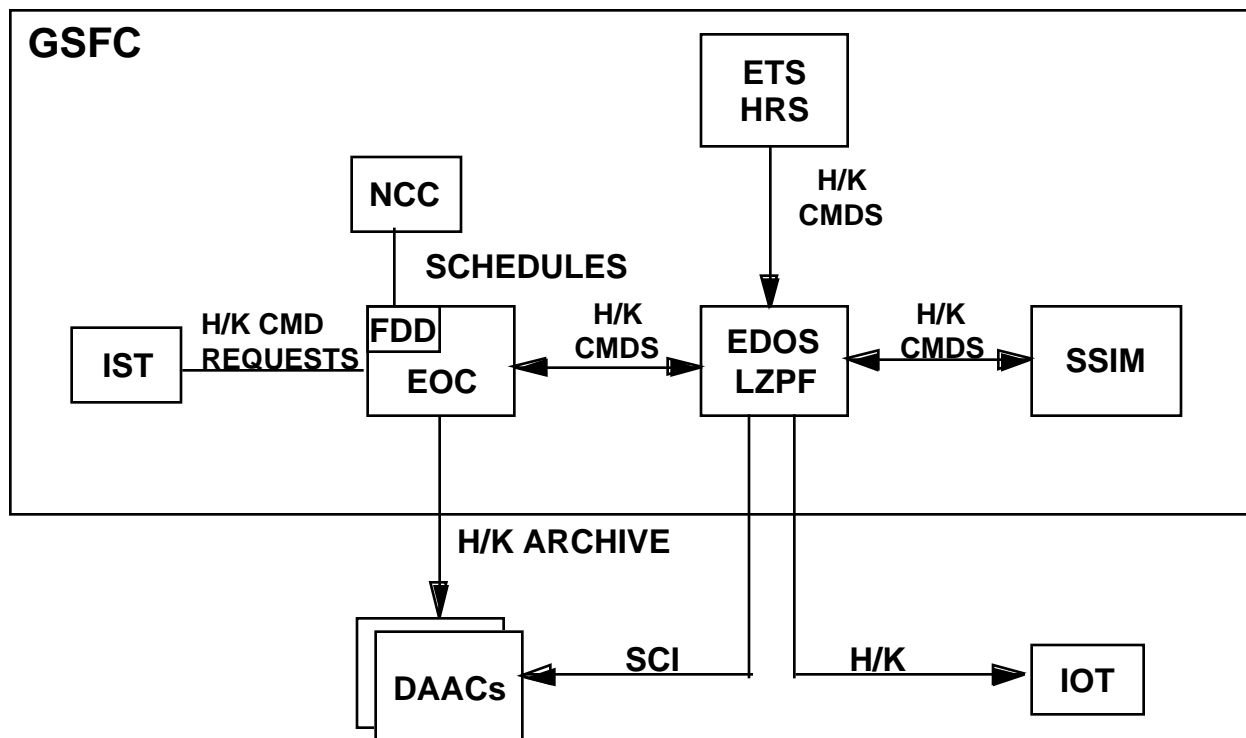 GSFC
ETS
HRS
H/K
CMDS
NCC
SCHEDULES
IST
H/K CMD
REQUESTS
FDD
EOC
H/K
CMDS
EDOS
LZPF
H/K
CMDS
SSIM
H/K ARCHIVE
DAACs
SCI
H/K
IOT